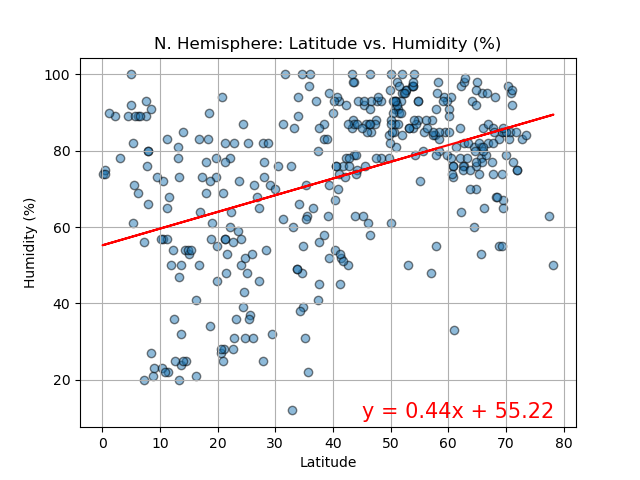 N. Hemisphere: Latitude vs. Humidity (%)
100
80
60
40
20
Humidity (%)
y = 0.44x + 55.22
0 10 20 30 40 50 60 70 80
Latitude